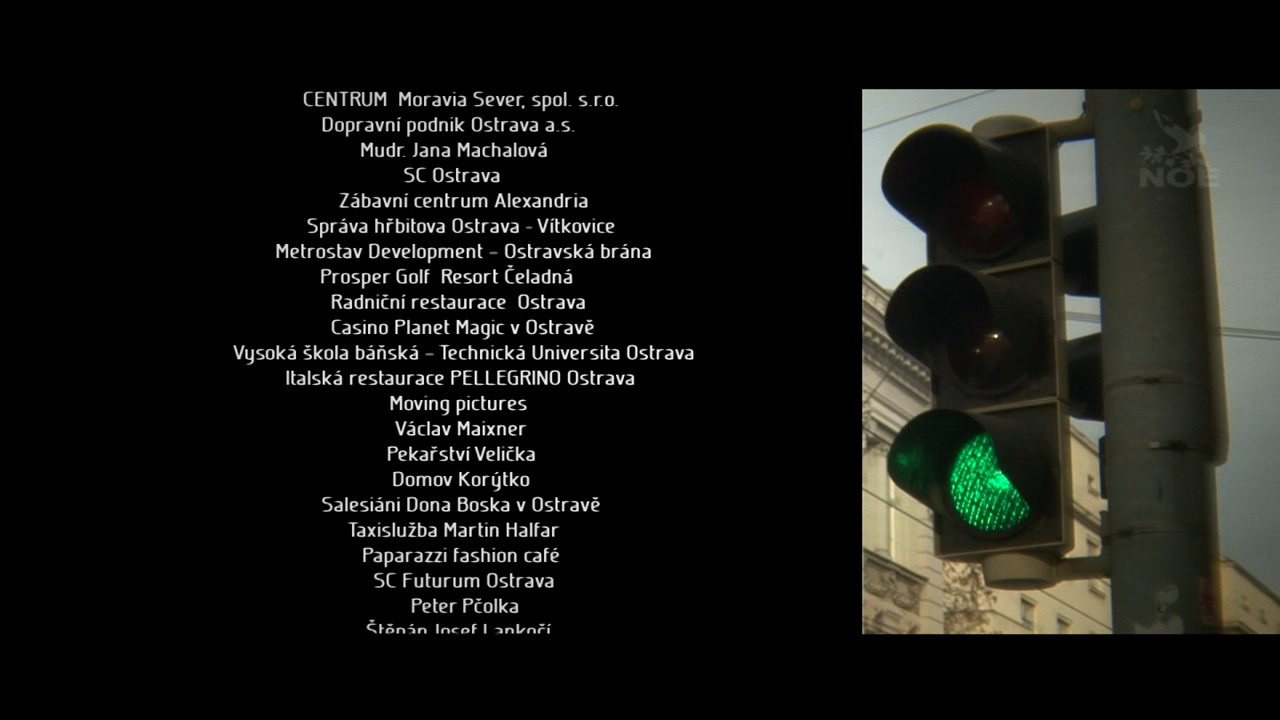 CENTRUM  Moravia Sever, spol. s.r.o.
Dopravní podnik Ostrava a.s.
Mudr. Jana Machalová
SC Ostrava
Zábavní centrum Alexandria
Správa hřbitova Ostrava - Vítkovice
Metrostav Development - Ostravská brána
Prosper Golf  Resort Čeladná
Radniční restaurace  Ostrava
Casino Planet Magic v Ostravě
Vysoká škola báňská - Technická Universita Ostrava
Italská restaurace PELLEGRINO Ostrava
Moving pictures
Václav Maixner
Pekařství Velička
Domov Korýtko
Salesiáni Dona Boska v Ostravě
Taxislužba Martin Halfar
Paparazzi fashion café
SC Futurum Ostrava
Peter Pčolka
Štěpán Josef Lankočí
NOE